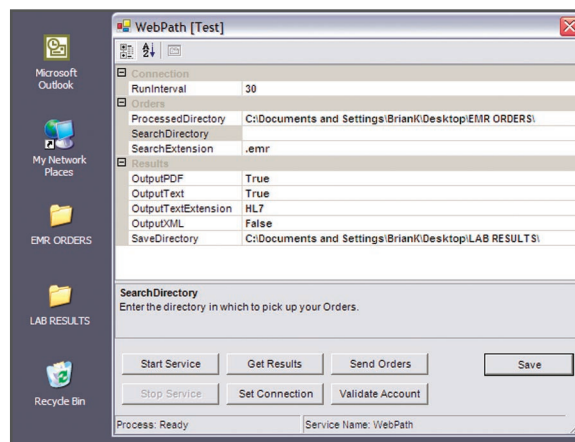 WebPath [Test]
Microsoft
Outlook
My Network
Places
EMR ORDERS
LAB RESULTS
Recycle Bin
Connection
RunInterval 30
Orders
ProcessedDirectory C:\Documents and Settings\BrianK\Desktop\EMR ORDERS\
SearchDirectory
SearchExtension .emr
Results
OutputPDF True
OutputText True
OutputTextExtension HL7
OutputXML False
SaveDirectory C:\Documents and Settings\BrianK\Desktop\LAB RESULTS\
SearchDirectory
Enter the directory in which to pick up your Orders.
Start Service Get Results Send Orders Save
Stop Service Set Connection Validate Account
Process: Ready Service Name: WebPath